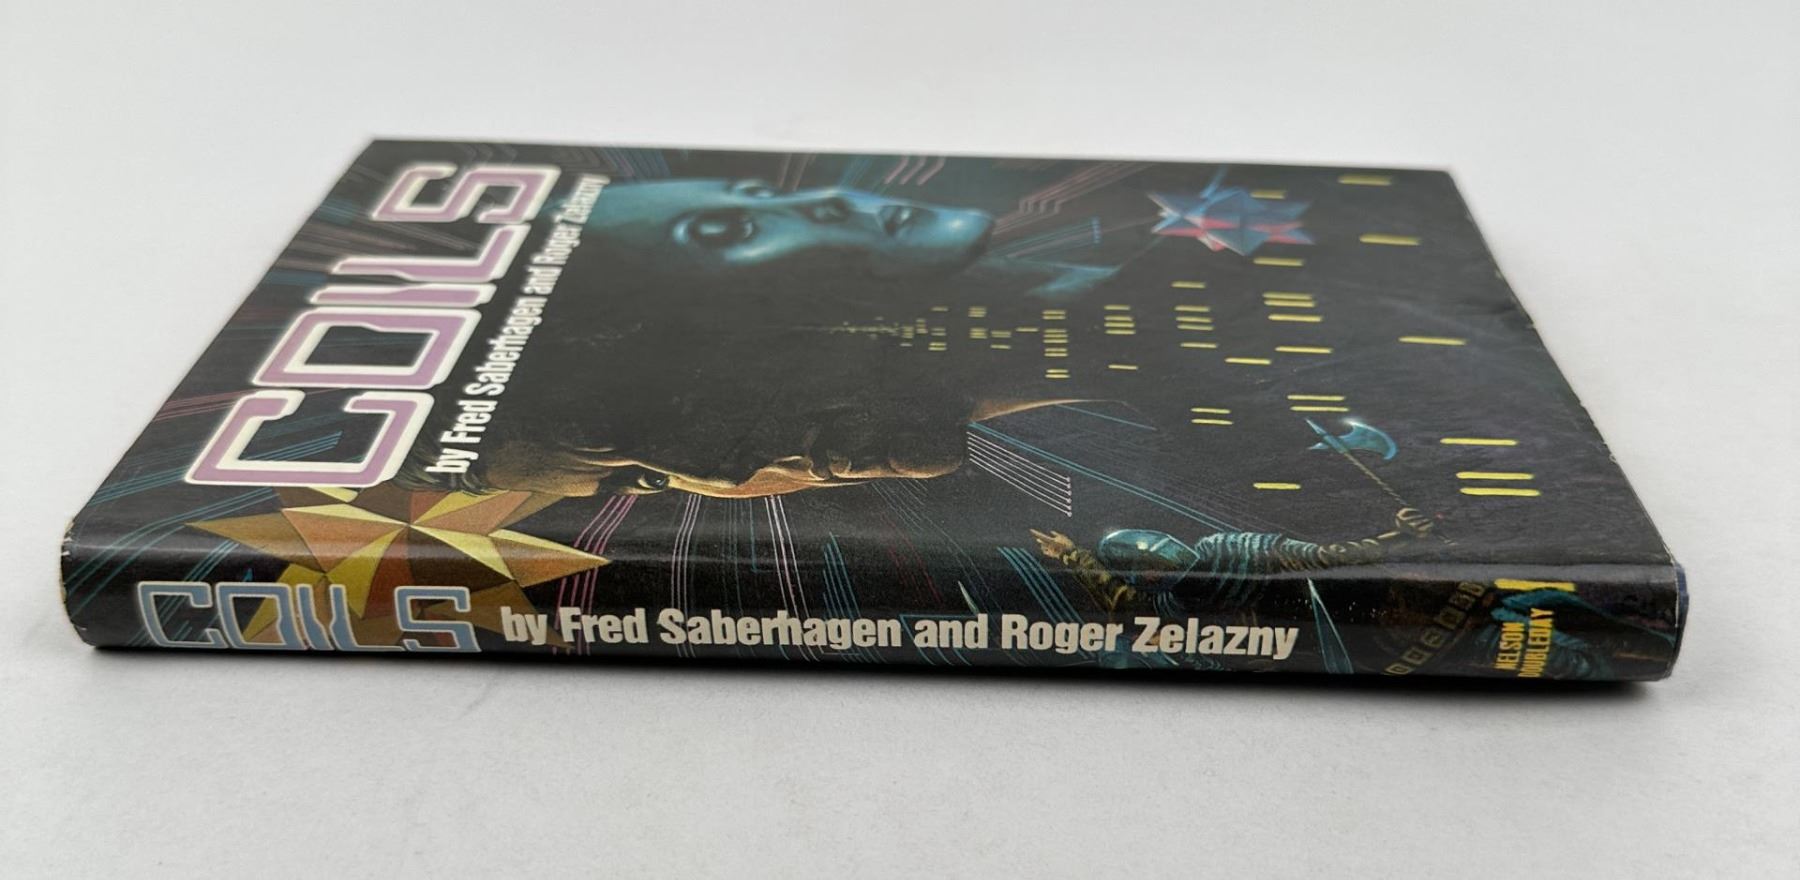 COILS
by Fred Saberhagen and Roger Zelazny
COILS
by Fred Saberhagen and Roger Zelazny
NELSON
DOUBLEDAY